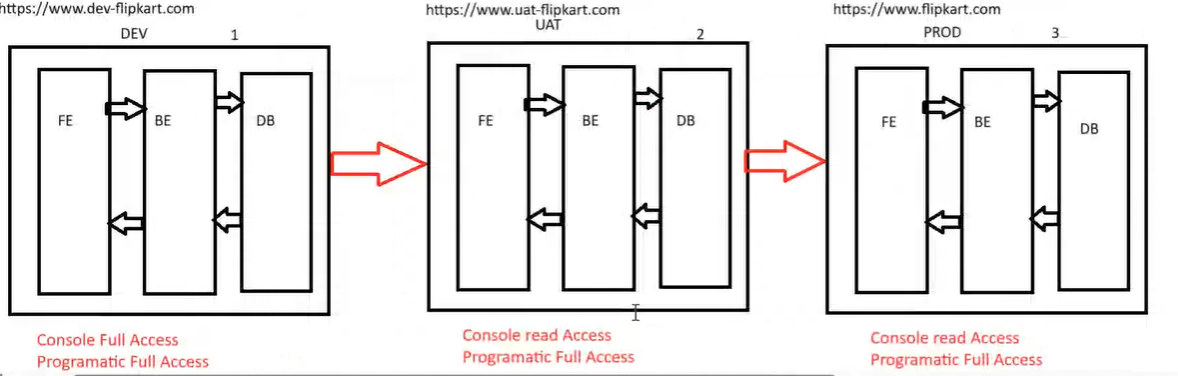 https://www.dev-flipkart.com
DEV 1
FE BE DB
Console Full Access
Programatic Full Access
https://www.uat-flipkart.com
UAT 2
FE BE DB
Console read Access
Programatic Full Access
https://www.flipkart.com
PROD 3
FE BE DB
Console read Access
Programatic Full Access